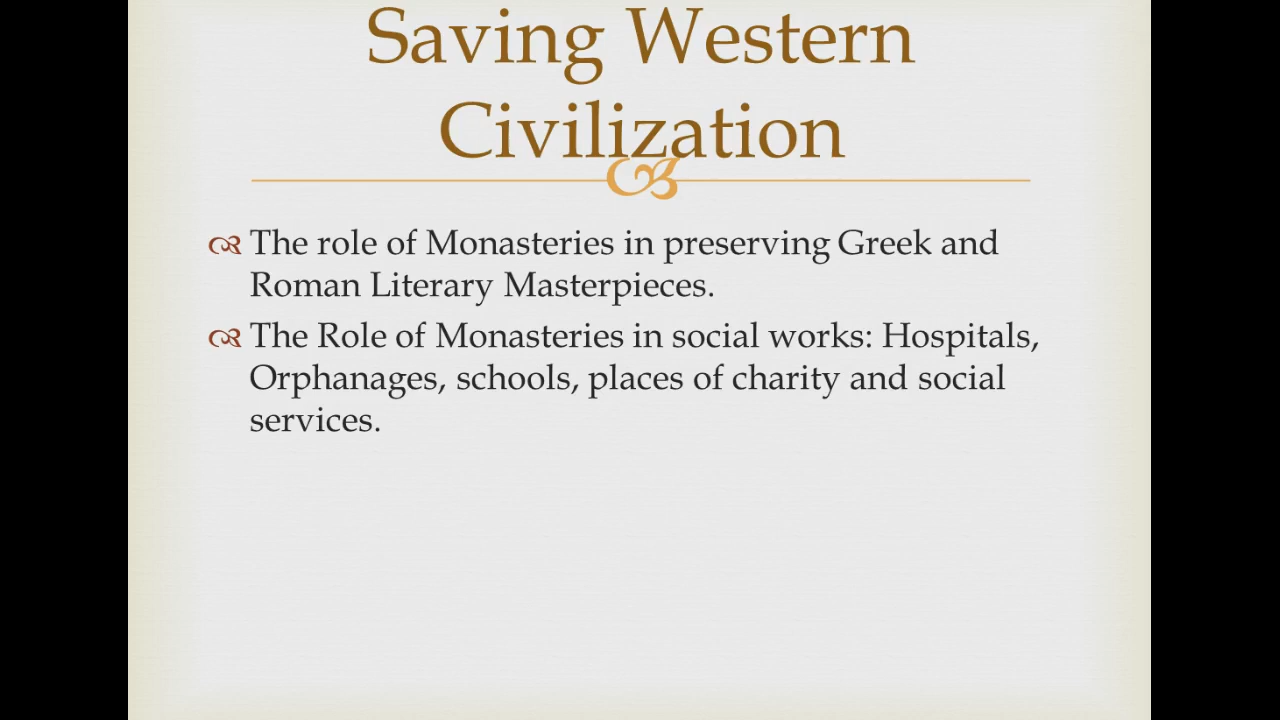 Saving Western
Civilization
The role of Monasteries in preserving Greek and
Roman Literary Masterpieces.
The Role of Monasteries in social works: Hospitals,
Orphanages, schools, places of charity and social
services.